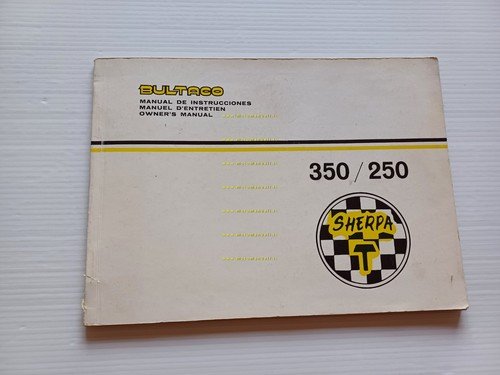 BULTACO
MANUAL DE INSTRUCCIONES
MANUEL D'ENTRETIEN
OWNER'S MANUAL
350 / 250
SHERPA
T